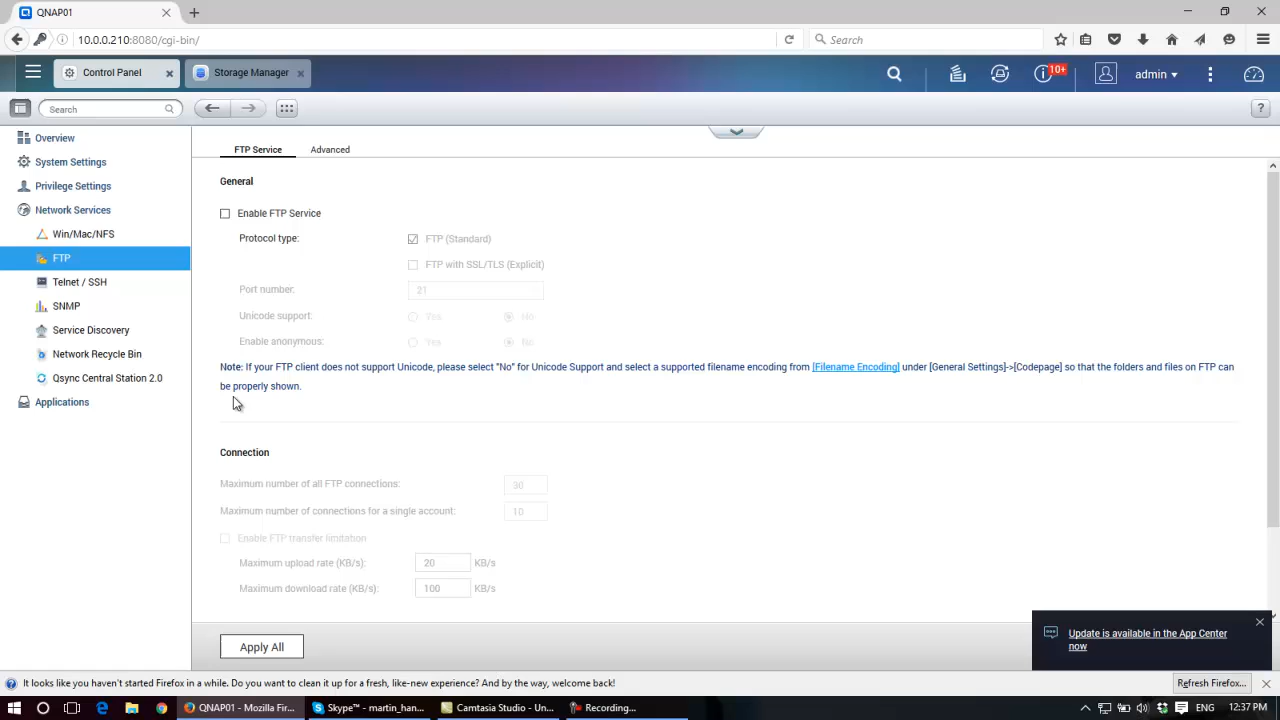 QNAP01
10.0.0.210:8080/cgi-bin/
Search
Control Panel
Storage Manager
10+
admin
Search
?
Overview
System Settings
Privilege Settings
Network Services
Win/Mac/NFS
FTP
Telnet / SSH
SNMP
Service Discovery
Network Recycle Bin
Qsync Central Station 2.0
Applications
FTP Service
Advanced
General
Enable FTP Service
Protocol type:
FTP (Standard)
FTP with SSL/TLS (Explicit)
Port number:
21
Unicode support:
Yes
No
Enable anonymous:
Yes
No
Note: If your FTP client does not support Unicode, please select "No" for Unicode Support and select a supported filename encoding from [Filename Encoding] under [General Settings]->[Codepage] so that the folders and files on FTP can
be properly shown.
Connection
Maximum number of all FTP connections:
30
Maximum number of connections for a single account:
10
Enable FTP transfer limitation
Maximum upload rate (KB/s):
20
KB/s
Maximum download rate (KB/s):
100
KB/s
Apply All
Update is available in the App Center
now
It looks like you haven't started Firefox in a while. Do you want to clean it up for a fresh, like-new experience? And by the way, welcome back!
Refresh Firefox...
QNAP01 - Mozilla Fir...
Skype™ - martin_han...
Camtasia Studio - Un...
Recording...
ENG
12:37 PM